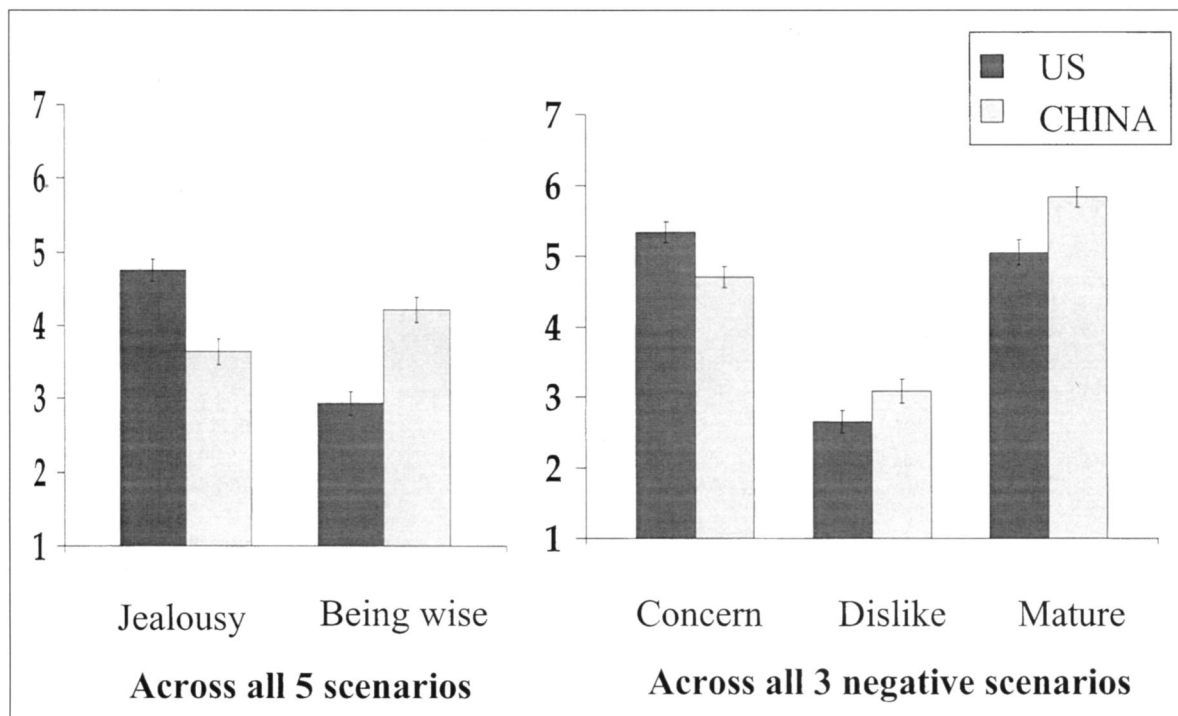 US
CHINA
7
6
5
4
3
2
1
Jealousy
Being wise
Across all 5 scenarios
7
6
5
4
3
2
1
Concern
Dislike
Mature
Across all 3 negative scenarios